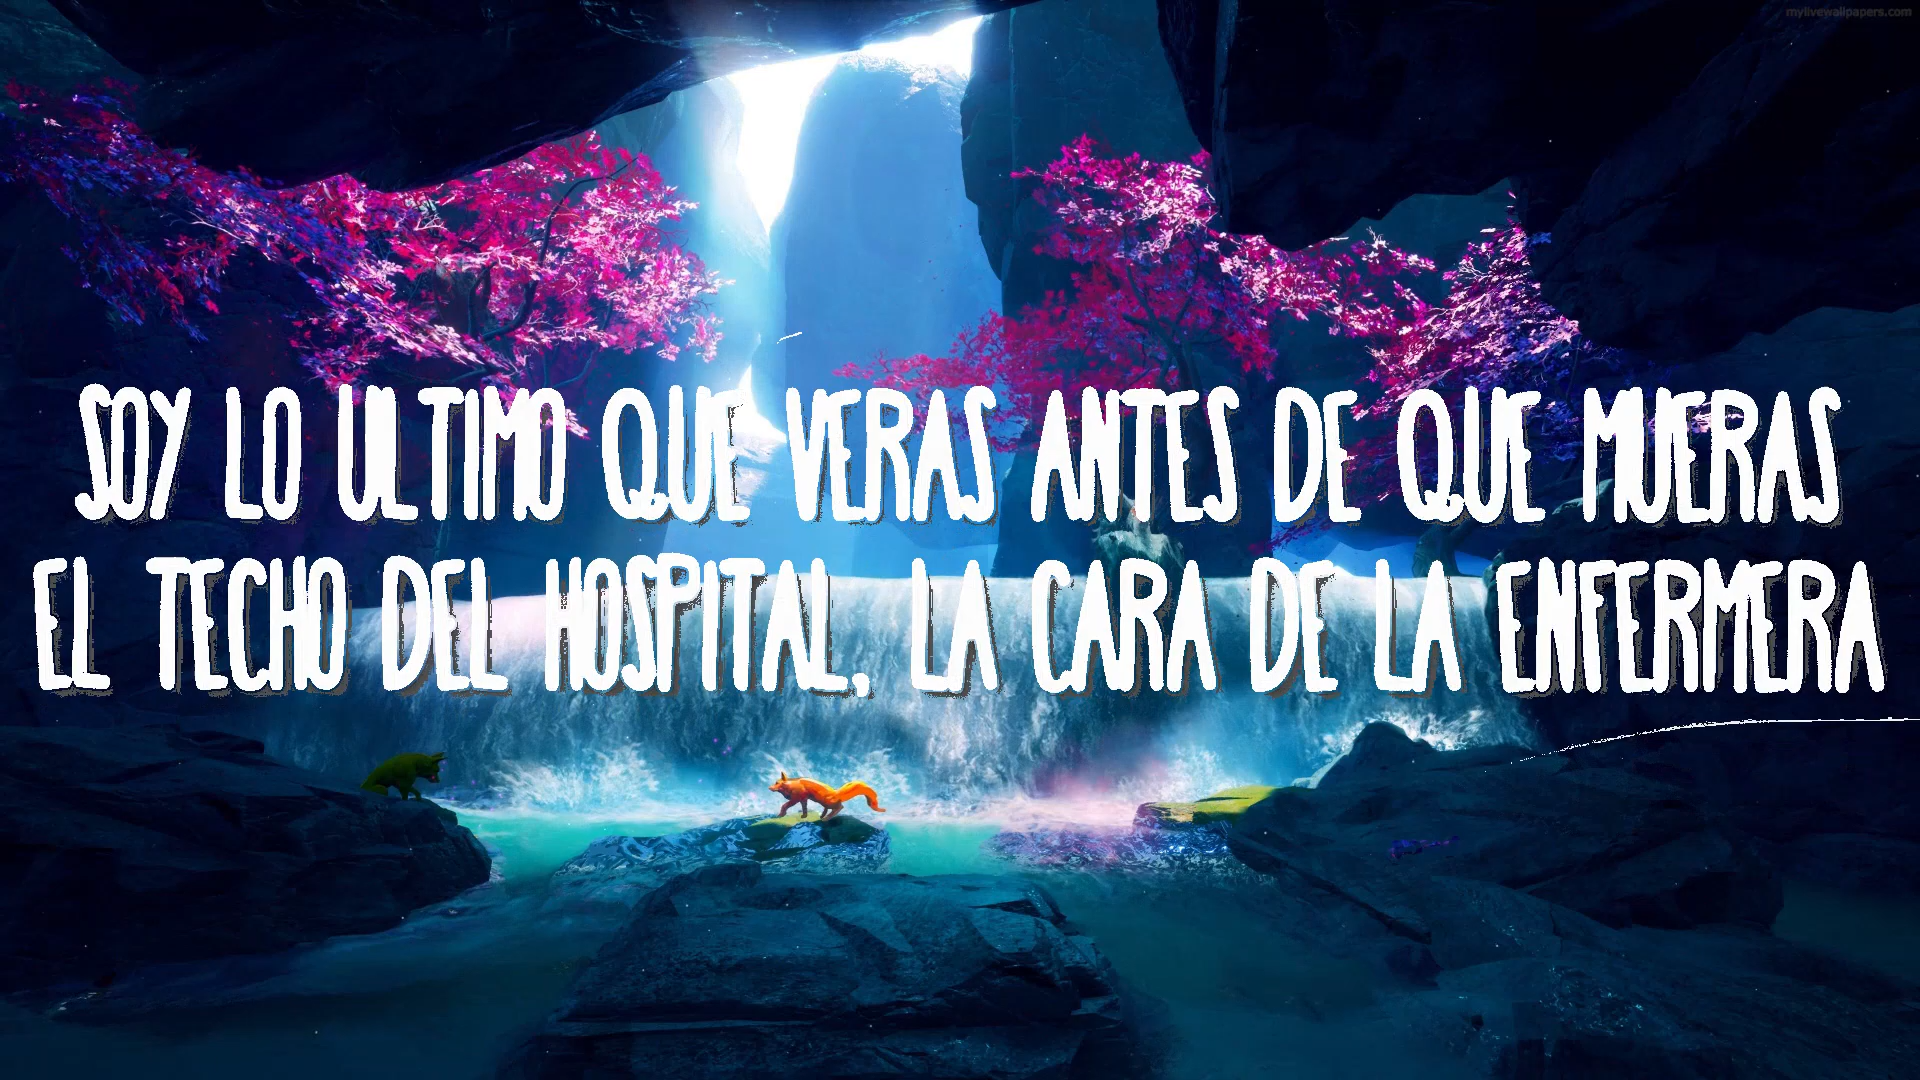 mylivewallpapers.com
SOY LO ULTIMO QUE VERAS ANTES DE QUE MUERAS
EL TECHO DEL HOSPITAL, LA CARA DE LA ENFERMERA